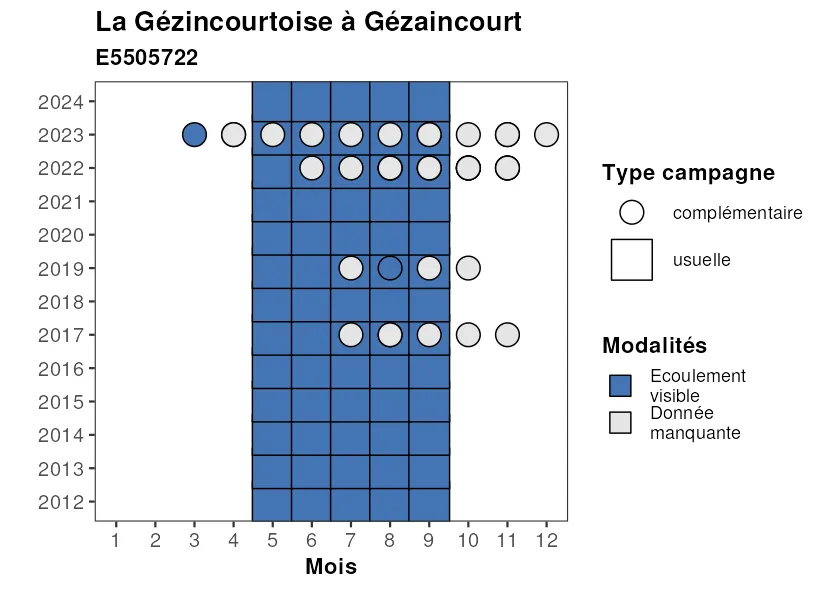 La Gézincourtoise à Gézaincourt
E5505722
2024
2023
2022
2021
2020
2019
2018
2017
2016
2015
2014
2013
2012
1 2 3 4 5 6 7 8 9 10 11 12
Mois
Type campagne
complémentaire
usuelle
Modalités
Ecoulement
visible
Donnée
manquante